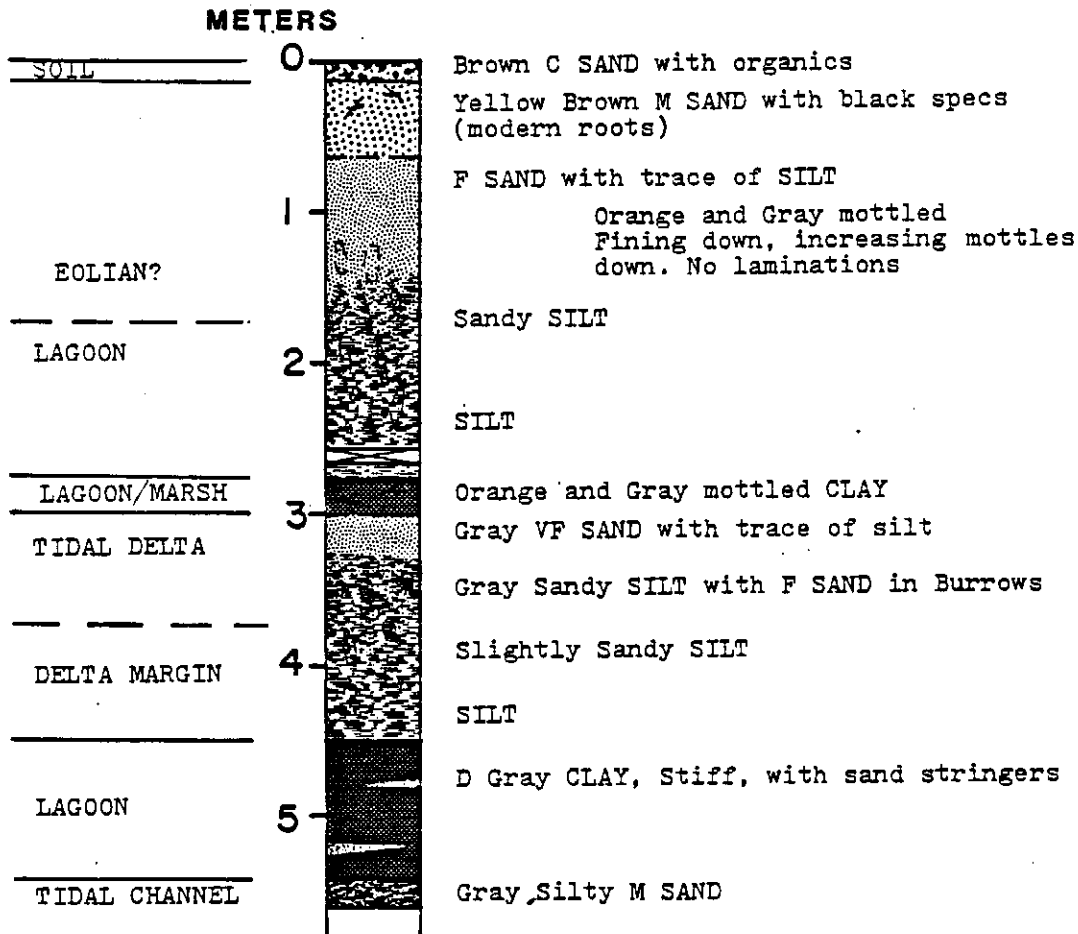 METERS
0
SOIL
Brown C SAND with organics
Yellow Brown M SAND with black specs
(modern roots)
F SAND with trace of SILT
1
Orange and Gray mottled
Fining down, increasing mottles
down. No laminations
EOLIAN?
Sandy SILT
LAGOON
2
SILT
LAGOON/MARSH
Orange and Gray mottled CLAY
3
Gray VF SAND with trace of silt
TIDAL DELTA
Gray Sandy SILT with F SAND in Burrows
Slightly Sandy SILT
4
DELTA MARGIN
SILT
D Gray CLAY, Stiff, with sand stringers
LAGOON
5
TIDAL CHANNEL
Gray, Silty M SAND